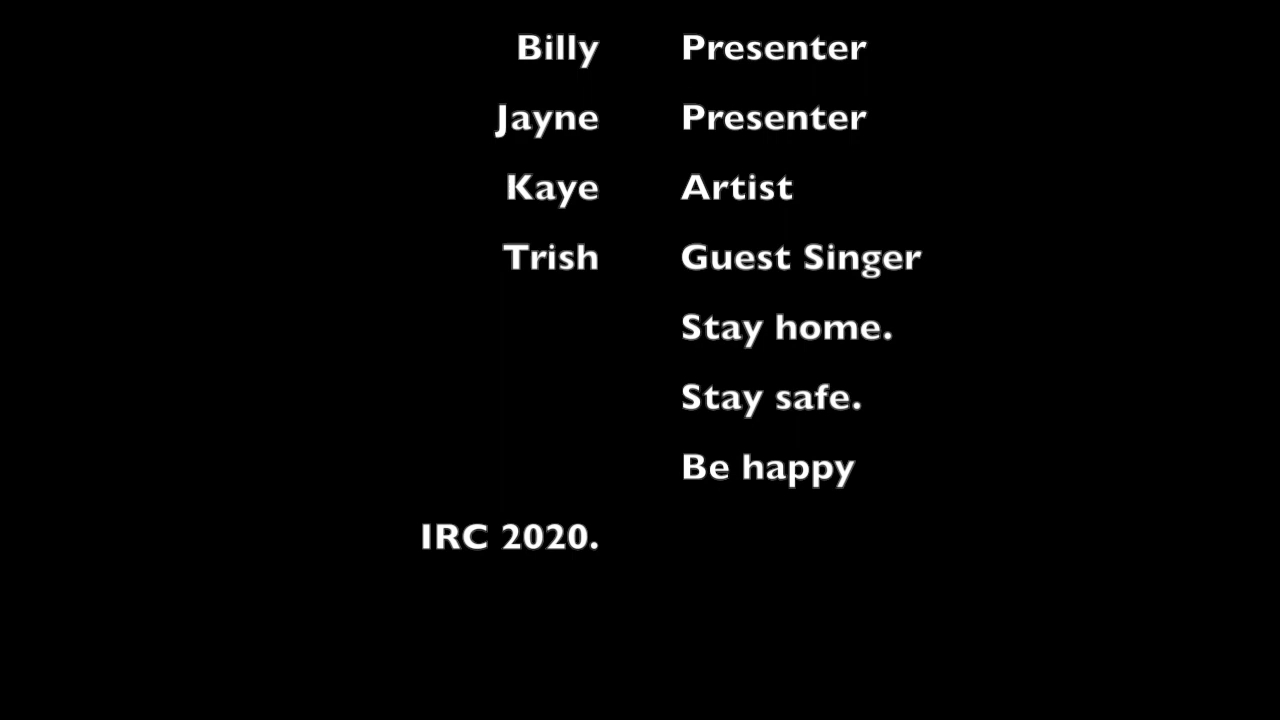 Billy Presenter
Jayne Presenter
Kaye Artist
Trish Guest Singer
Stay home.
Stay safe.
Be happy
IRC 2020.